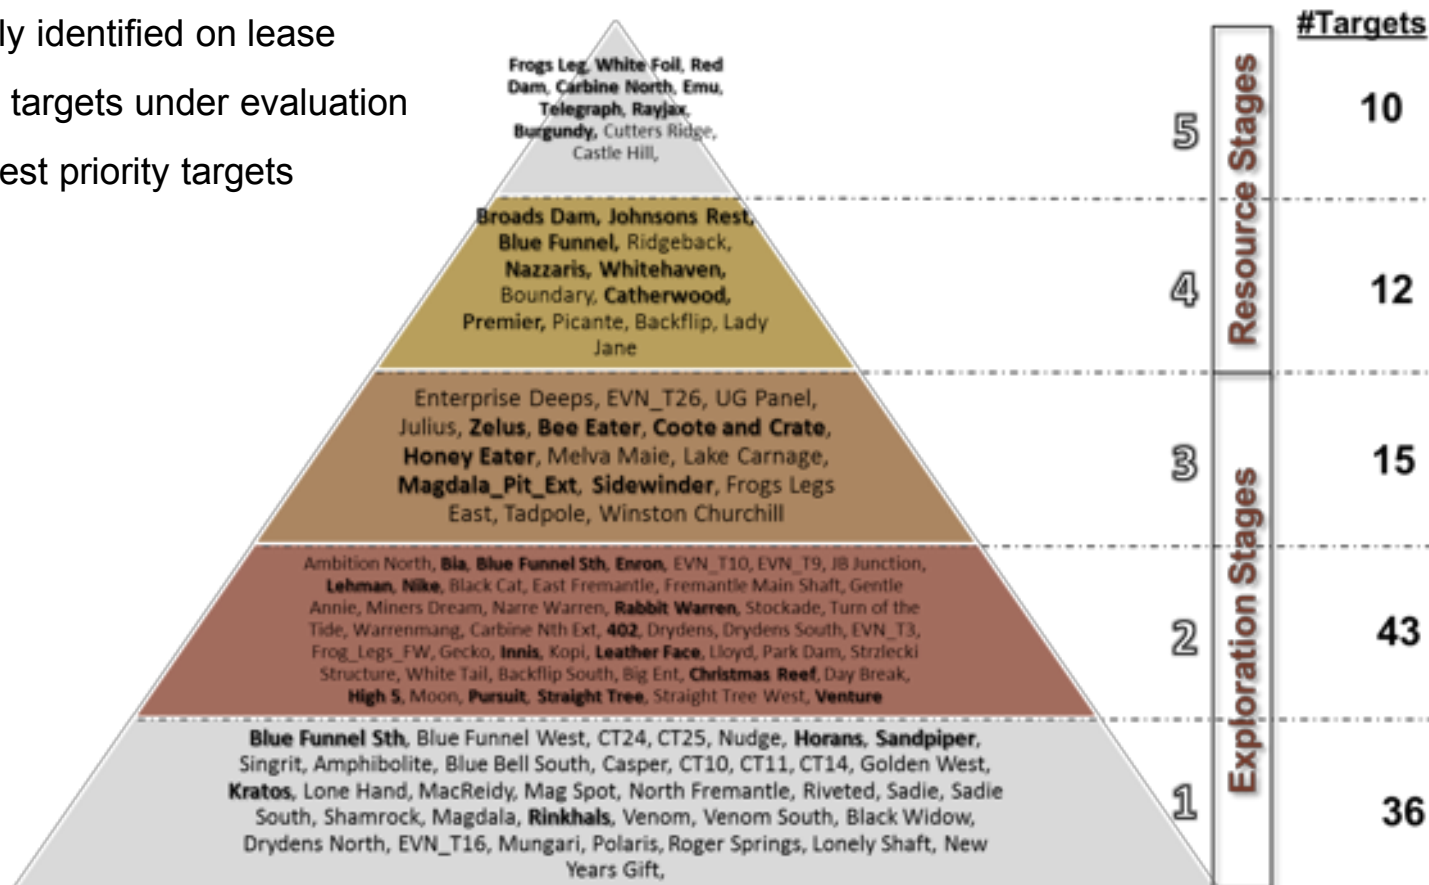 ly identified on lease
targets under evaluation
est priority targets
#Targets
Frogs Leg, White Foil, Red
Dam, Carbine North, Emu,
Telegraph, Rayjax,
Burgundy, Cutters Ridge,
Castle Hill,
5
10
Broads Dam, Johnsons Rest,
Blue Funnel, Ridgeback,
Nazzaris, Whitehaven,
Boundary, Catherwood,
Premier, Picante, Backflip, Lady
Jane
4
12
Resource Stages
Enterprise Deeps, EVN_T26, UG Panel,
Julius, Zelus, Bee Eater, Coote and Crate,
Honey Eater, Melva Maie, Lake Carnage,
Magdala_Pit_Ext, Sidewinder, Frogs Legs
East, Tadpole, Winston Churchill
3
15
Ambition North, Bia, Blue Funnel Sth, Enron, EVN_T10, EVN_T9, JB Junction,
Lehman, Nike, Black Cat, East Fremantle, Fremantle Main Shaft, Gentle
Annie, Miners Dream, Narre Warren, Rabbit Warren, Stockade, Turn of the
Tide, Warrenmang, Carbine Nth Ext, 402, Drydens, Drydens South, EVN_T3,
Frog_Legs_FW, Gecko, Innis, Kopi, Leather Face, Lloyd, Park Dam, Strzlecki
Structure, White Tail, Backflip South, Big Ent, Christmas Reef, Day Break,
High 5, Moon, Pursuit, Straight Tree, Straight Tree West, Venture
2
43
Exploration Stages
Blue Funnel Sth, Blue Funnel West, CT24, CT25, Nudge, Horans, Sandpiper,
Singrit, Amphibolite, Blue Bell South, Casper, CT10, CT11, CT14, Golden West,
Kratos, Lone Hand, MacReidy, Mag Spot, North Fremantle, Riveted, Sadie, Sadie
South, Shamrock, Magdala, Rinkhals, Venom, Venom South, Black Widow,
Drydens North, EVN_T16, Mungari, Polaris, Roger Springs, Lonely Shaft, New
Years Gift,
1
36